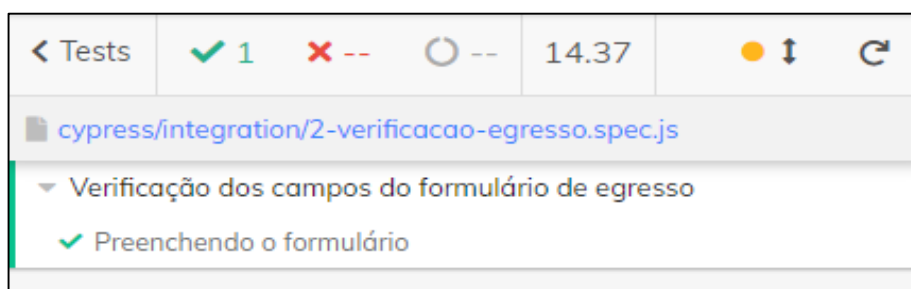 Tests 1 -- -- 14.37
cypress/integration/2-verificacao-egresso.spec.js
Verificação dos campos do formulário de egresso
Preenchendo o formulário